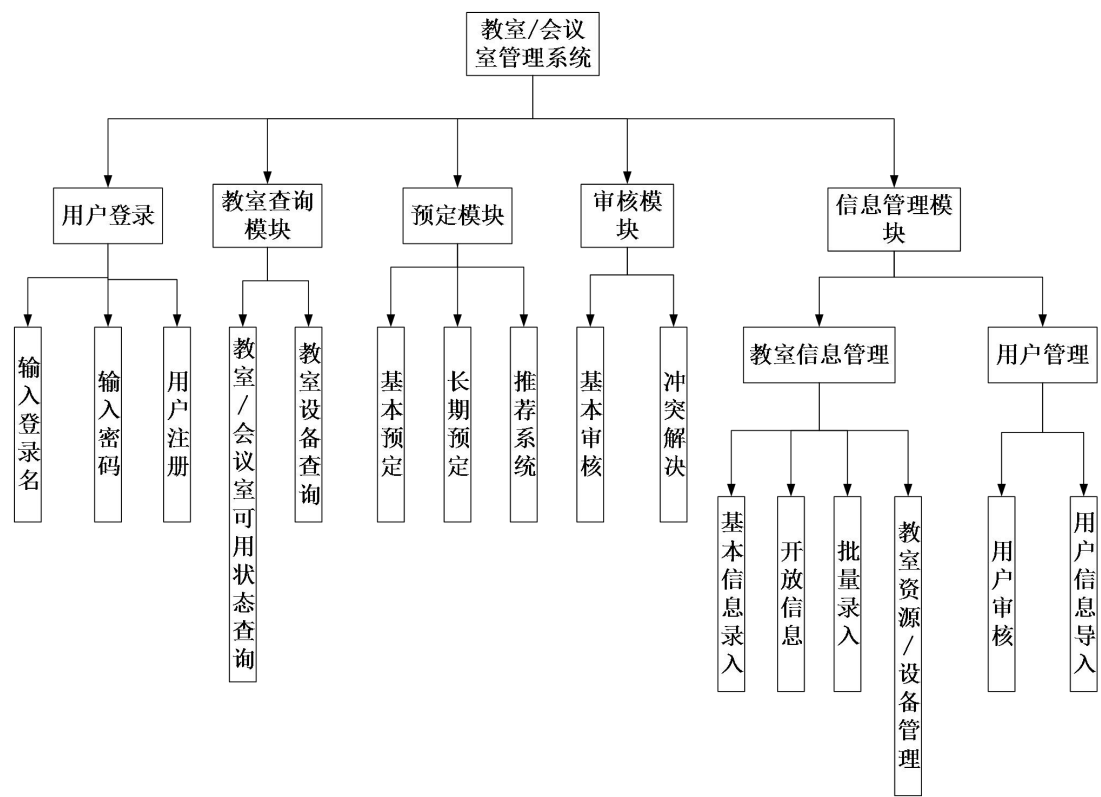 教室/会议
室管理系统
用户登录
教室查询
模块
预定模块
审核模
块
信息管理模
块
输入登录名
输入密码
用户注册
教室/会议室可用状态查询
教室设备查询
基本预定
长期预定
推荐系统
基本审核
冲突解决
教室信息管理
用户管理
基本信息录入
开放信息
批量录入
教室资源/设备管理
用户审核
用户信息导入